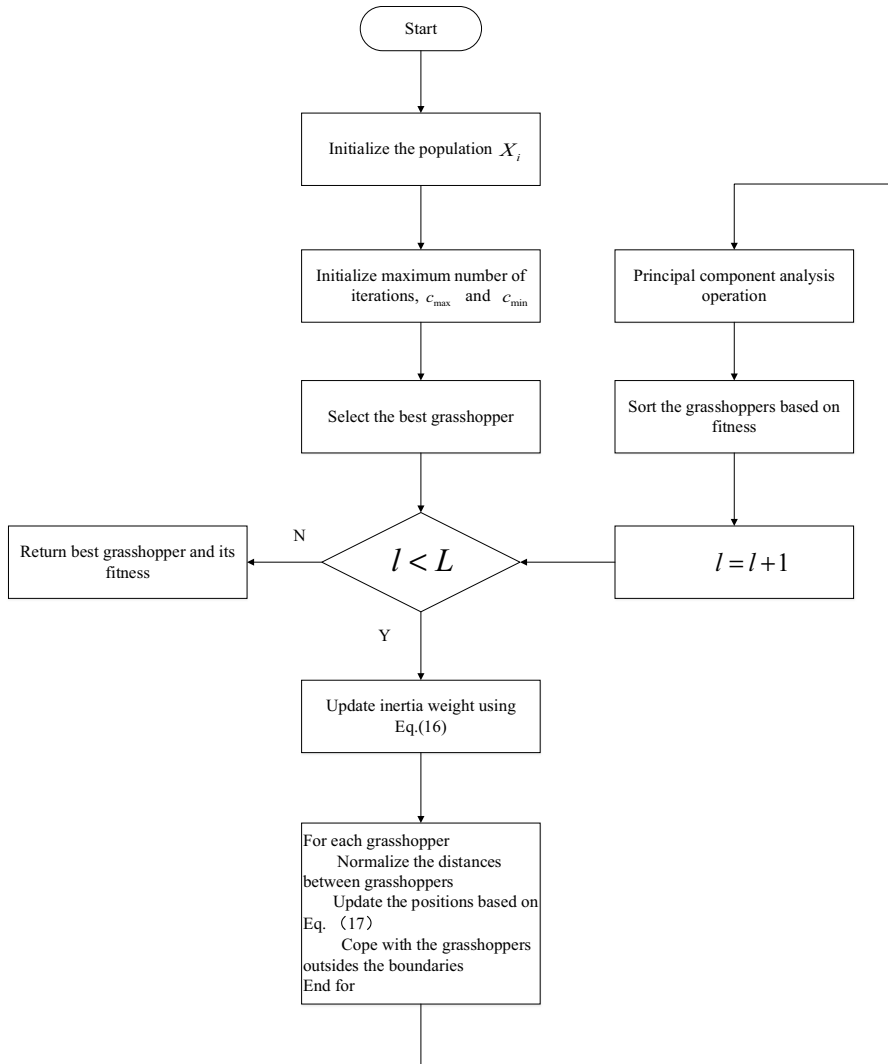 Start
Initialize the population X_i
Initialize maximum number of
iterations, c_max and c_min
Select the best grasshopper
l < L
N
Return best grasshopper and its
fitness
Y
Update inertia weight using
Eq.(16)
For each grasshopper
Normalize the distances
between grasshoppers
Update the positions based on
Eq. （17）
Cope with the grasshoppers
outsides the boundaries
End for
Principal component analysis
operation
Sort the grasshoppers based on
fitness
l = l + 1